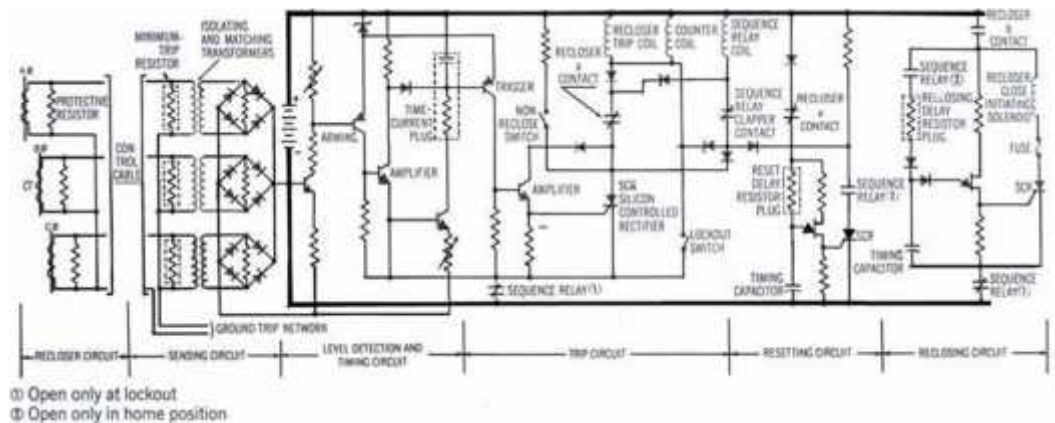 A Ø
PROTECTIVE
RESISTOR
B Ø
CT
C Ø
CONTROL
CABLE
MINIMUM-
TRIP
RESISTOR
ISOLATING
AND MATCHING
TRANSFORMERS
GROUND TRIP NETWORK
+
−
ARMING
AMPLIFIER
TIME-
CURRENT PLUG
TRIGGER
NON
RECLOSE
SWITCH
RECLOSER
CONTACT
RECLOSER
TRIP COIL
COUNTER
COIL
SEQUENCE
RELAY
COIL
SEQUENCE
RELAY
CLAPPER
CONTACT
AMPLIFIER
SCR
SILICON
CONTROLLED
RECTIFIER
LOCKOUT
SWITCH
SEQUENCE RELAY
RECLOSER
CONTACT
RESET
DELAY
RESISTOR
PLUG
TIMING
CAPACITOR
SCR
SEQUENCE
RELAY
RECLOSER
CONTACT
SEQUENCE
RELAY
RECLOSING
DELAY
RESISTOR
PLUG
RECLOSER
CLOSE
INITIATING
SOLENOID
FUSE
SCR
TIMING
CAPACITOR
SEQUENCE
RELAY
RECLOSER CIRCUIT
SENSING CIRCUIT
LEVEL DETECTION AND
TIMING CIRCUIT
TRIP CIRCUIT
RESETTING CIRCUIT
RECLOSING CIRCUIT
① Open only at lockout
② Open only in home position